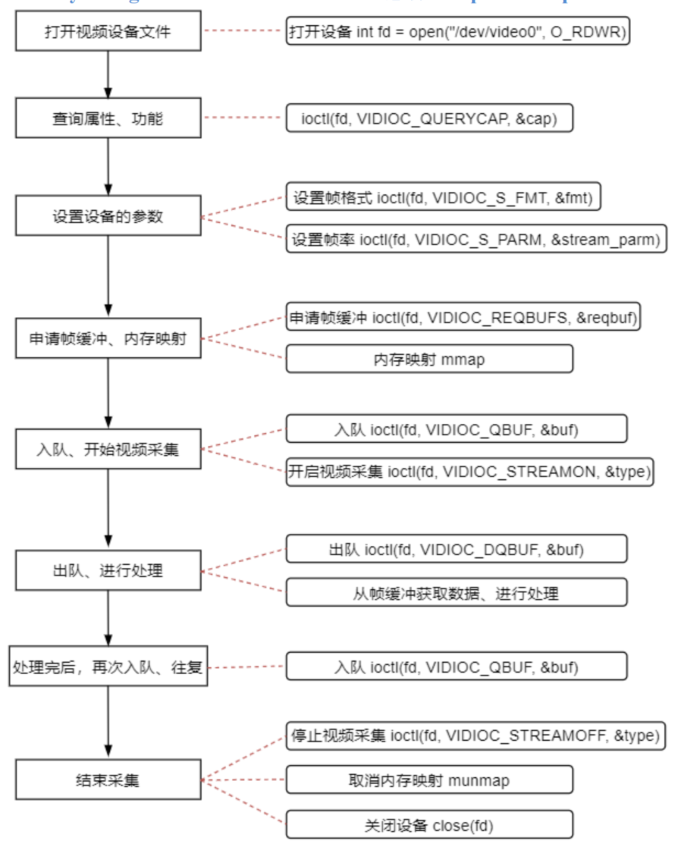 打开视频设备文件
打开设备 int fd = open("/dev/video0", O_RDWR)
查询属性、功能
ioctl(fd, VIDIOC_QUERYCAP, &cap)
设置设备的参数
设置帧格式 ioctl(fd, VIDIOC_S_FMT, &fmt)
设置帧率 ioctl(fd, VIDIOC_S_PARM, &stream_parm)
申请帧缓冲、内存映射
申请帧缓冲 ioctl(fd, VIDIOC_REQBUFS, &reqbuf)
内存映射 mmap
入队、开始视频采集
入队 ioctl(fd, VIDIOC_QBUF, &buf)
开启视频采集 ioctl(fd, VIDIOC_STREAMON, &type)
出队、进行处理
出队 ioctl(fd, VIDIOC_DQBUF, &buf)
从帧缓冲获取数据、进行处理
处理完后，再次入队、往复
入队 ioctl(fd, VIDIOC_QBUF, &buf)
结束采集
停止视频采集 ioctl(fd, VIDIOC_STREAMOFF, &type)
取消内存映射 munmap
关闭设备 close(fd)